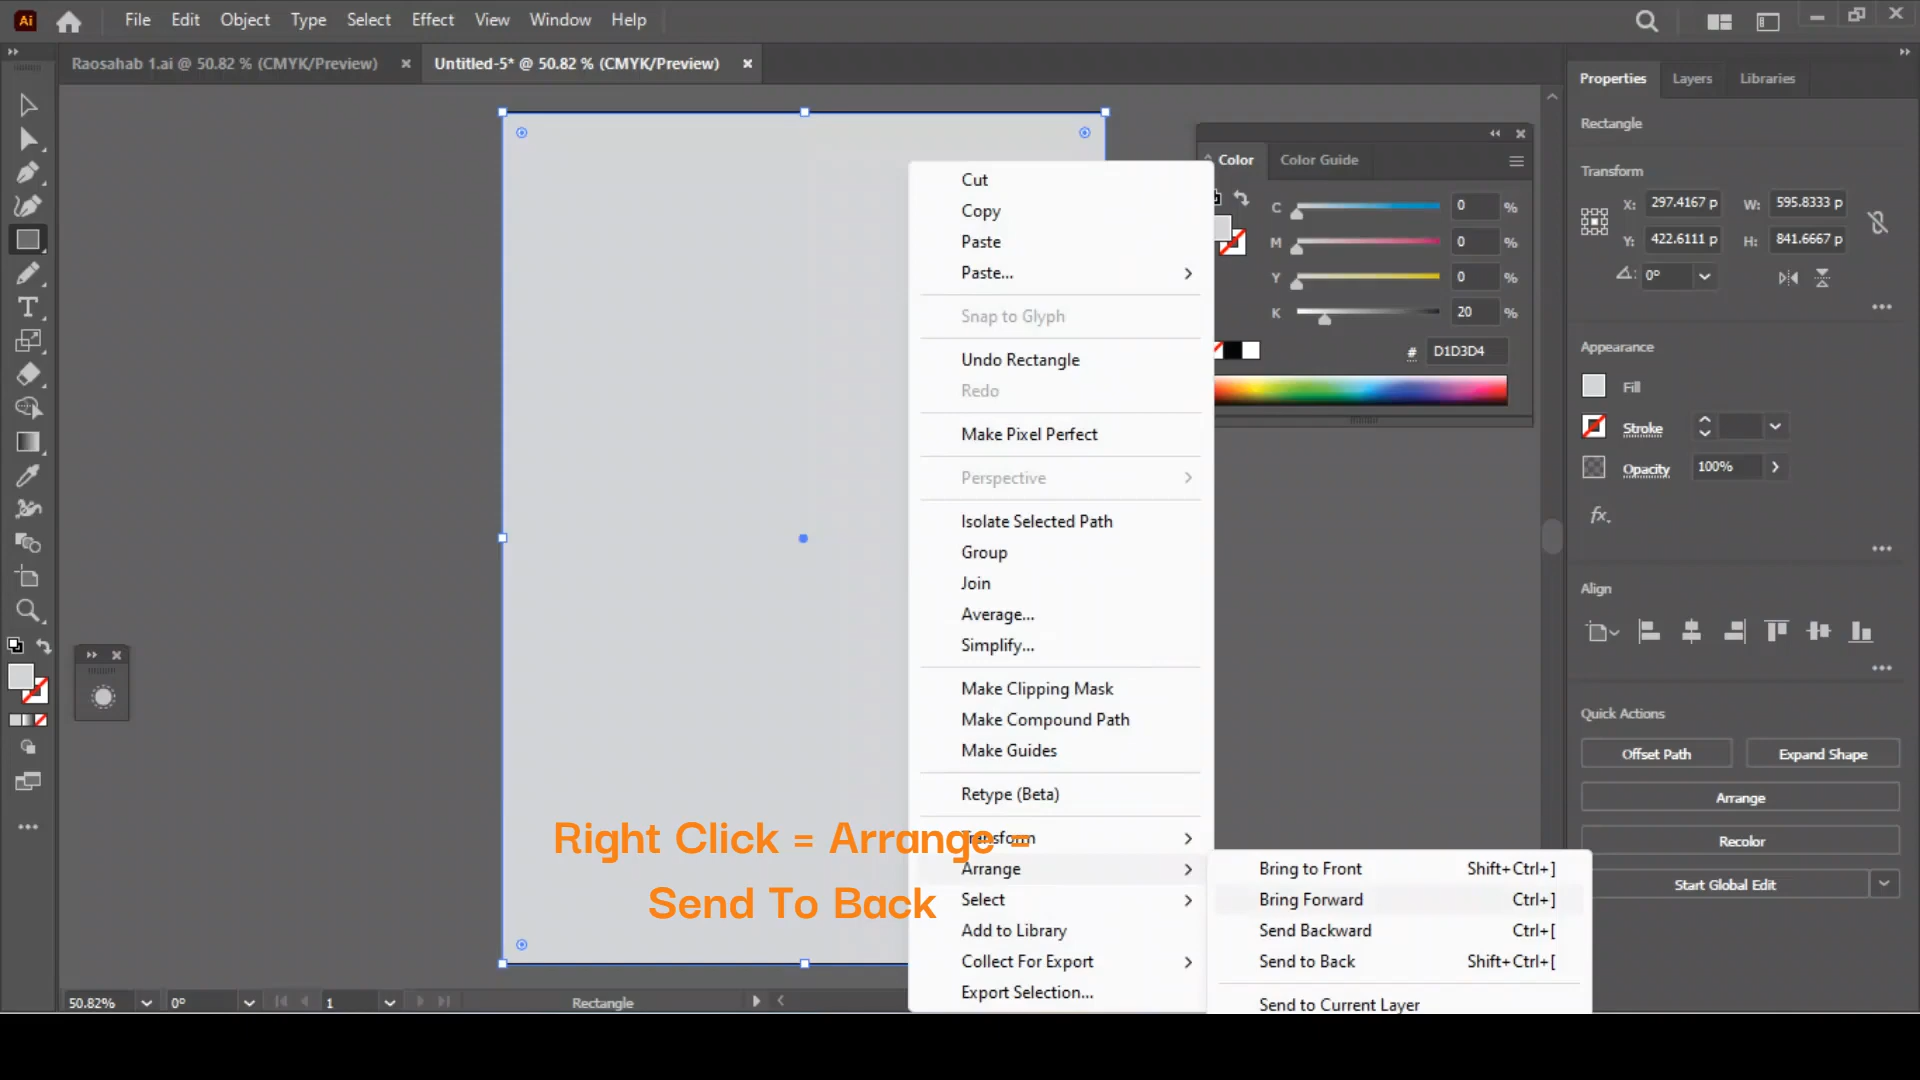 Ai
File Edit Object Type Select Effect View Window Help
Raosahab 1.ai @ 50.82 % (CMYK/Preview)
Untitled-5* @ 50.82 % (CMYK/Preview)
Properties Layers Libraries
Rectangle
Transform
X: 297.4167 p W: 595.8333 p
Y: 422.6111 p H: 841.6667 p
0°
Appearance
Fill
Stroke
Opacity 100%
fx.
Align
Quick Actions
Offset Path Expand Shape
Arrange
Recolor
Start Global Edit
Color Color Guide
C 0 %
M 0 %
Y 0 %
K 20 %
# D1D3D4
Cut
Copy
Paste
Paste...
Snap to Glyph
Undo Rectangle
Redo
Make Pixel Perfect
Perspective
Isolate Selected Path
Group
Join
Average...
Simplify...
Make Clipping Mask
Make Compound Path
Make Guides
Retype (Beta)
Transform
Arrange
Select
Add to Library
Collect For Export
Export Selection...
Bring to Front Shift+Ctrl+]
Bring Forward Ctrl+]
Send Backward Ctrl+[
Send to Back Shift+Ctrl+[
Send to Current Layer
Right Click = Arrange =
Send To Back
50.82% 0° 1 Rectangle